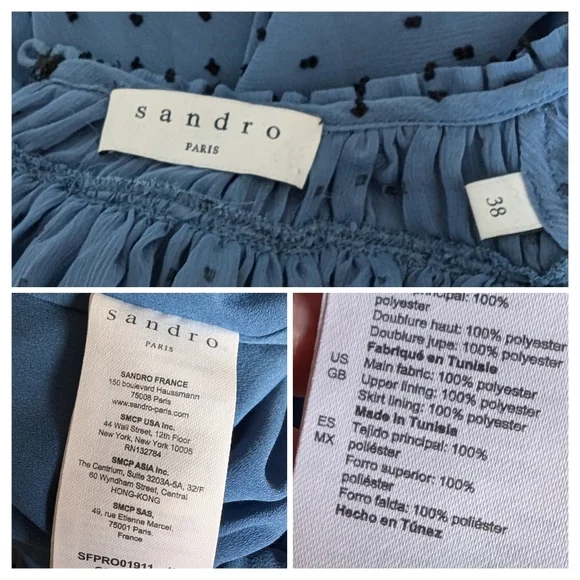 sandro
PARIS
38
sandro
PARIS
SANDRO FRANCE
150 boulevard Haussmann
75008 Paris
www.sandro-paris.com
SMCP USA Inc.
44 Wall Street, 12th Floor
New York, New York 10005
RN132784
SMCP ASIA Inc.
The Centrium, Suite 3203A-5A, 32/F
60 Wyndham Street, Central
HONG-KONG
SMCP SAS,
49, rue Etienne Marcel,
75001 Paris.
France
SFPRO01911
principal: 100%
polyester
Doublure haut: 100% polyester
Doublure jupe: 100% polyester
Fabriqué en Tunisie
US Main fabric: 100% polyester
GB Upper lining: 100% polyester
Skirt lining: 100% polyester
Made in Tunisia
ES Tejido principal: 100%
MX poliéster
Forro superior: 100%
poliéster
Forro falda: 100% poliéster
Hecho en Túnez